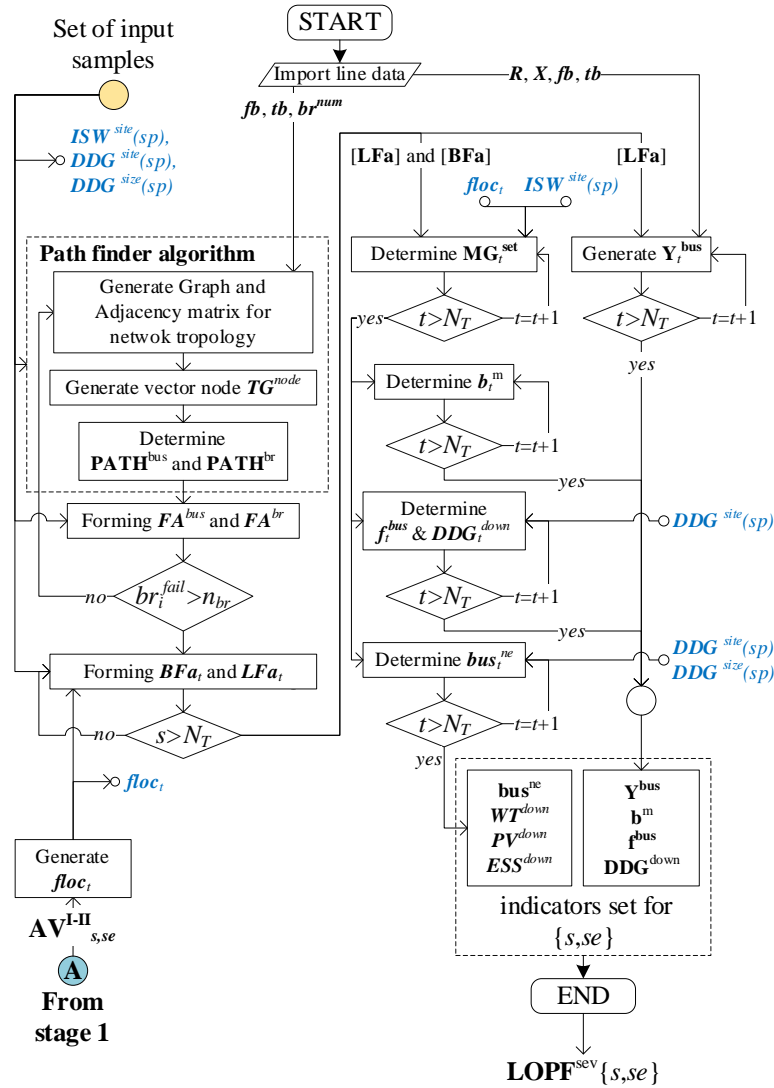 START
Set of input
samples
Import line data
R, X, fb, tb
fb, tb, br^num
ISW^site(sp),
DDG^site(sp),
DDG^size(sp)
[LFa] and [BFa]
[LFa]
floc_t
ISW^site(sp)
Path finder algorithm
Generate Graph and
Adjacency matrix for
netwok tropology
Generate vector node TG^node
Determine
PATH^bus and PATH^br
Forming FA^bus and FA^br
br_i^fail>n_br
no
Forming BFa_t and LFa_t
s>N_T
no
floc_t
Generate
floc_t
AV^I-II_s,se
A
From
stage 1
Determine MG_t^set
t>N_T
t=t+1
yes
Generate Y_t^bus
t>N_T
t=t+1
yes
Determine b_t^m
t>N_T
t=t+1
yes
Determine
f_t^bus & DDG_t^down
DDG^site(sp)
t>N_T
t=t+1
yes
Determine bus_t^ne
DDG^site(sp)
DDG^size(sp)
t>N_T
t=t+1
yes
bus^ne
WT^down
PV^down
ESS^down
Y^bus
b^m
f^bus
DDG^down
indicators set for
{s,se}
END
LOPF^sev{s,se}